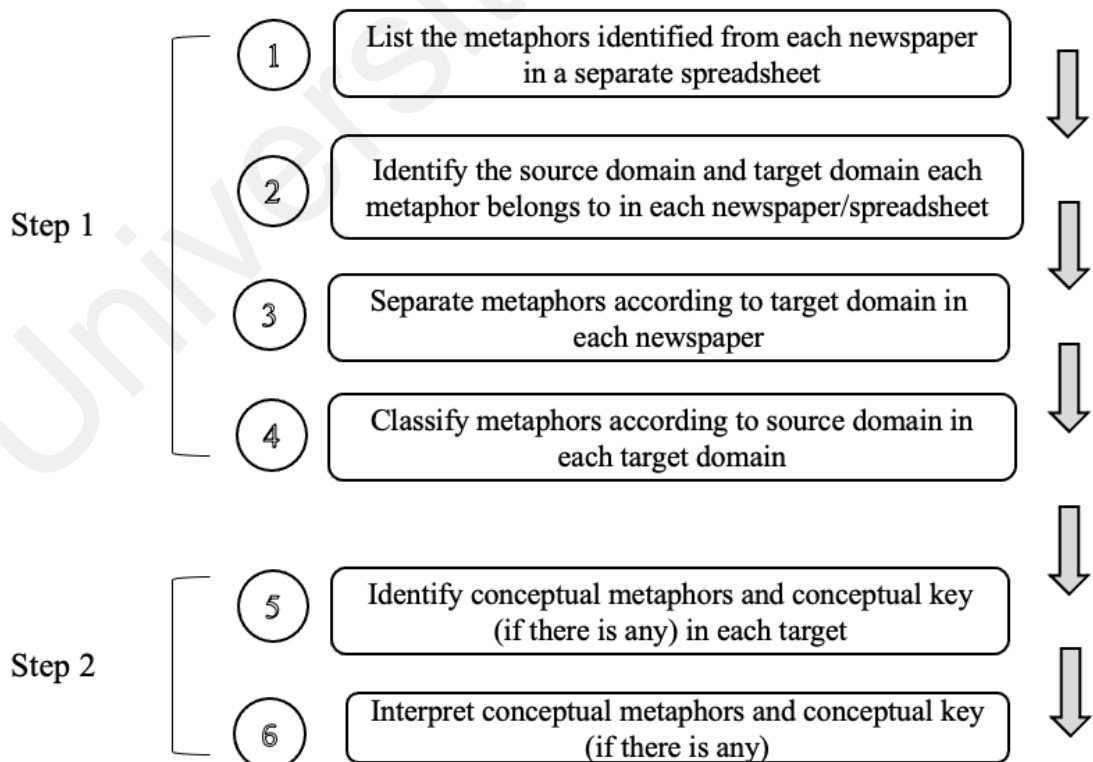 1
List the metaphors identified from each newspaper
in a separate spreadsheet
2
Identify the source domain and target domain each
metaphor belongs to in each newspaper/spreadsheet
Step 1
3
Separate metaphors according to target domain in
each newspaper
4
Classify metaphors according to source domain in
each target domain
5
Identify conceptual metaphors and conceptual key
(if there is any) in each target
Step 2
6
Interpret conceptual metaphors and conceptual key
(if there is any)
Universit